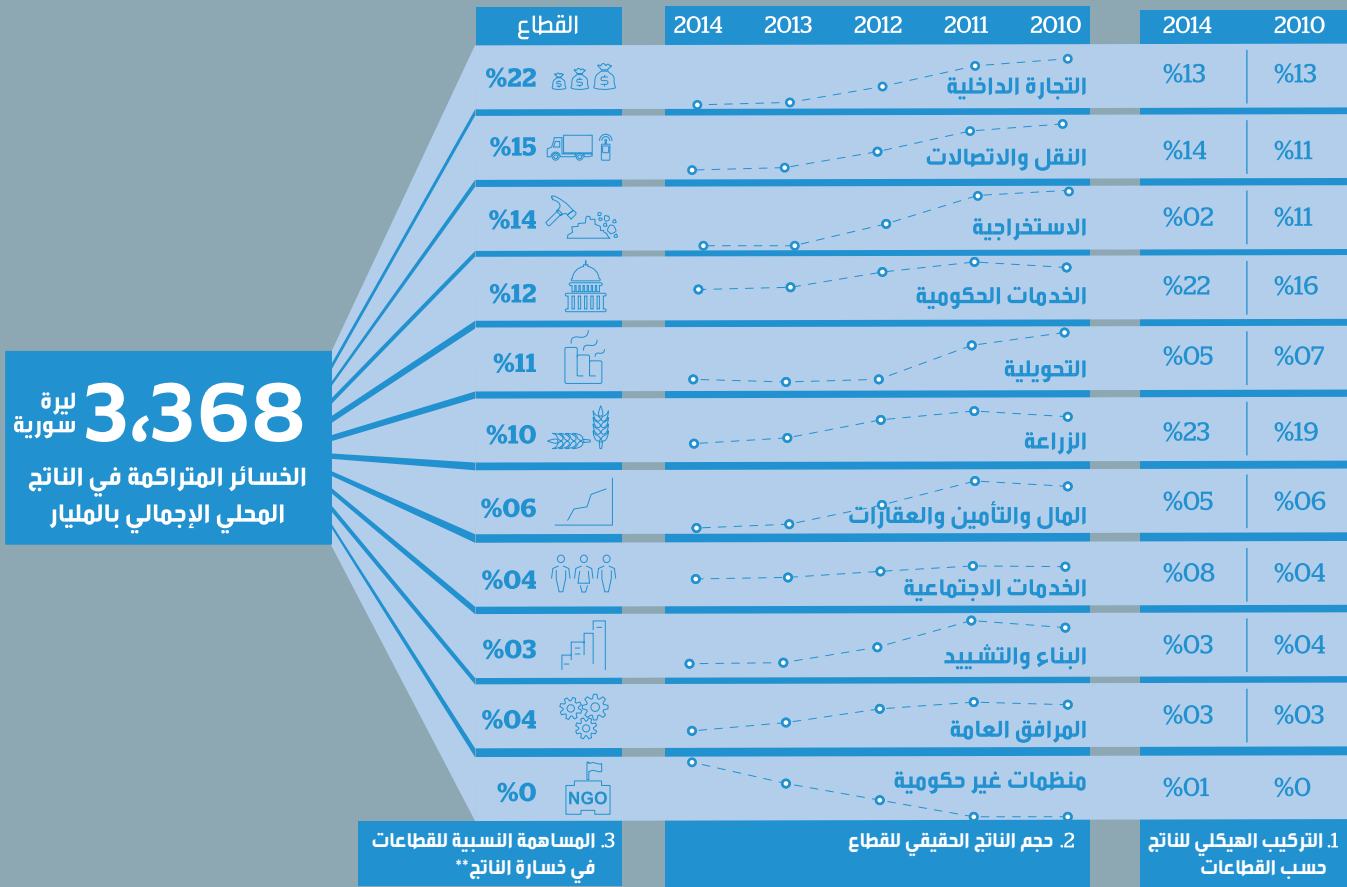 2010 2014 2010 2011 2012 2013 2014 القطاع
%13 %13 التجارة الداخلية %22
%11 %14 النقل والاتصالات %15
%11 %02 الاستخراجية %14
%16 %22 الخدمات الحكومية %12
%07 %05 التحويلية %11
%19 %23 الزراعة %10
%06 %05 المال والتأمين والعقارات %06
%04 %08 الخدمات الاجتماعية %04
%04 %03 البناء والتشييد %03
%03 %03 المرافق العامة %04
%0 %01 منظمات غير حكومية NGO %0
1. التركيب الهيكلي للناتج
حسب القطاعات
2. حجم الناتج الحقيقي للقطاع
3. المساهمة النسبية للقطاعات
في خسارة الناتج**
3،368 ليرة
سورية
الخسائر المتراكمة في الناتج
المحلي الإجمالي بالمليار